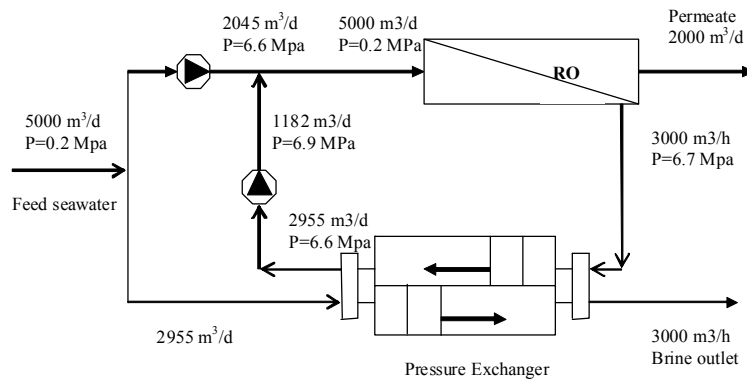 2045 m³/d
P=6.6 Mpa
5000 m3/d
P=0.2 MPa
Permeate
2000 m³/d
RO
5000 m³/d
P=0.2 Mpa
Feed seawater
1182 m3/d
P=6.9 MPa
3000 m3/h
P=6.7 Mpa
2955 m3/d
P=6.6 Mpa
2955 m³/d
3000 m3/h
Brine outlet
Pressure Exchanger